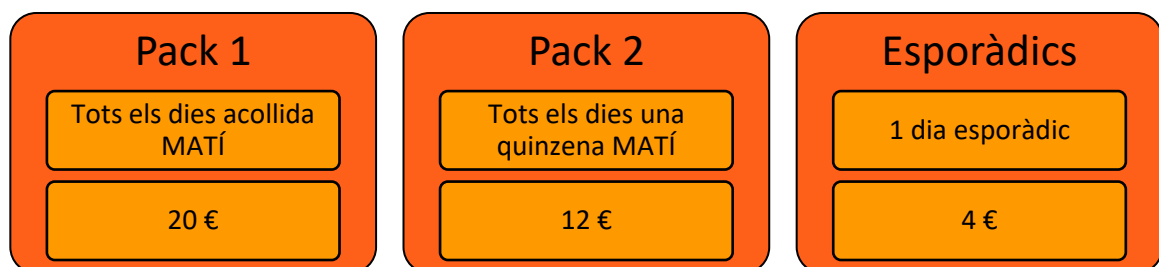 Pack 1
Tots els dies acollida
MATÍ
20 €
Pack 2
Tots els dies una
quinzena MATÍ
12 €
Esporàdics
1 dia esporàdic
4 €